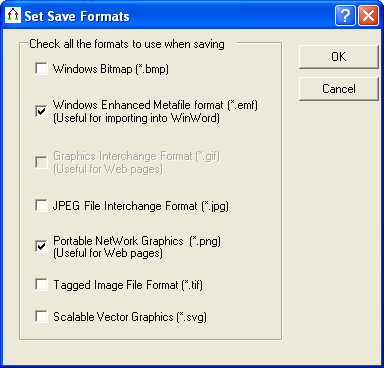 Set Save Formats
Check all the formats to use when saving
OK
Windows Bitmap (*.bmp)
Cancel
Windows Enhanced Metafile format (*.emf)
(Useful for importing into WinWord)
Graphics Interchange Format (*.gif)
(Useful for Web pages)
JPEG File Interchange Format (*.jpg)
Portable NetWork Graphics (*.png)
(Useful for Web pages)
Tagged Image File Format (*.tif)
Scalable Vector Graphics (*.svg)